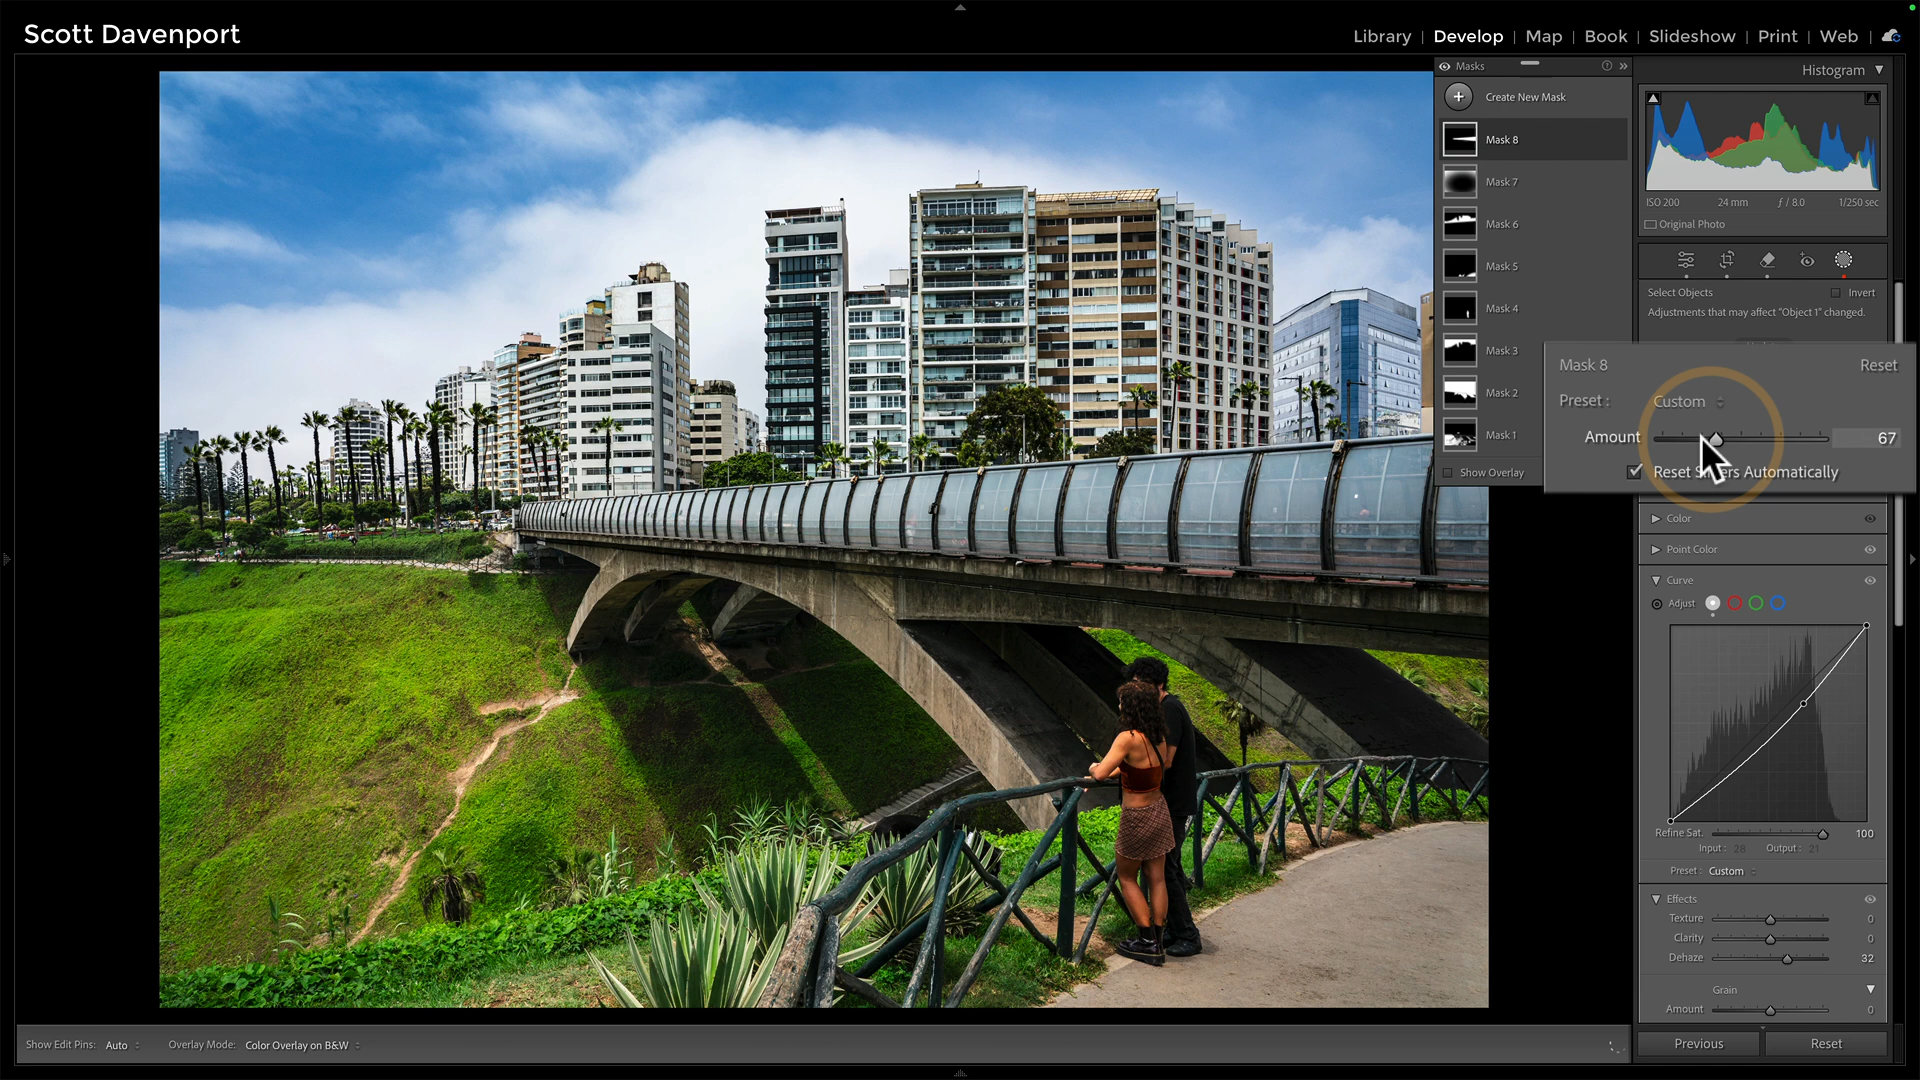 Scott Davenport
Library | Develop | Map | Book | Slideshow | Print | Web |
Masks
Create New Mask
Mask 8
Mask 7
Mask 6
Mask 5
Mask 4
Mask 3
Mask 2
Mask 1
Show Overlay
Histogram
ISO 200 24 mm ƒ / 8.0 1/250 sec
Original Photo
Select Objects Invert
Adjustments that may affect "Object 1" changed.
Mask 8 Reset
Preset : Custom
Amount 67
Reset Automatically
Color
Point Color
Curve
Adjust
Refine Sat. 100
Input : 28 Output : 21
Preset : Custom
Effects
Texture 0
Clarity 0
Dehaze 32
Grain
Amount 0
Previous Reset
Show Edit Pins: Auto Overlay Mode: Color Overlay on B&W